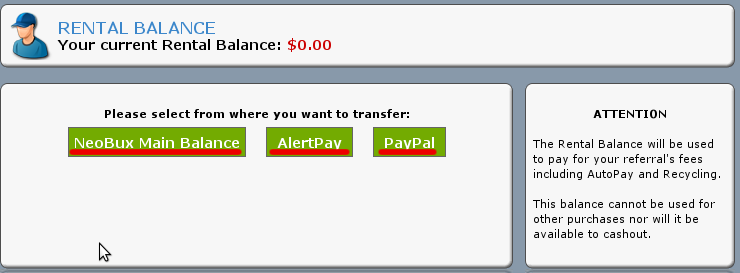 RENTAL BALANCE
Your current Rental Balance: $0.00
Please select from where you want to transfer:
NeoBux Main Balance AlertPay PayPal
ATTENTION
The Rental Balance will be used
to pay for your referral's fees
including AutoPay and Recycling.
This balance cannot be used for
other purchases nor will it be
available to cashout.